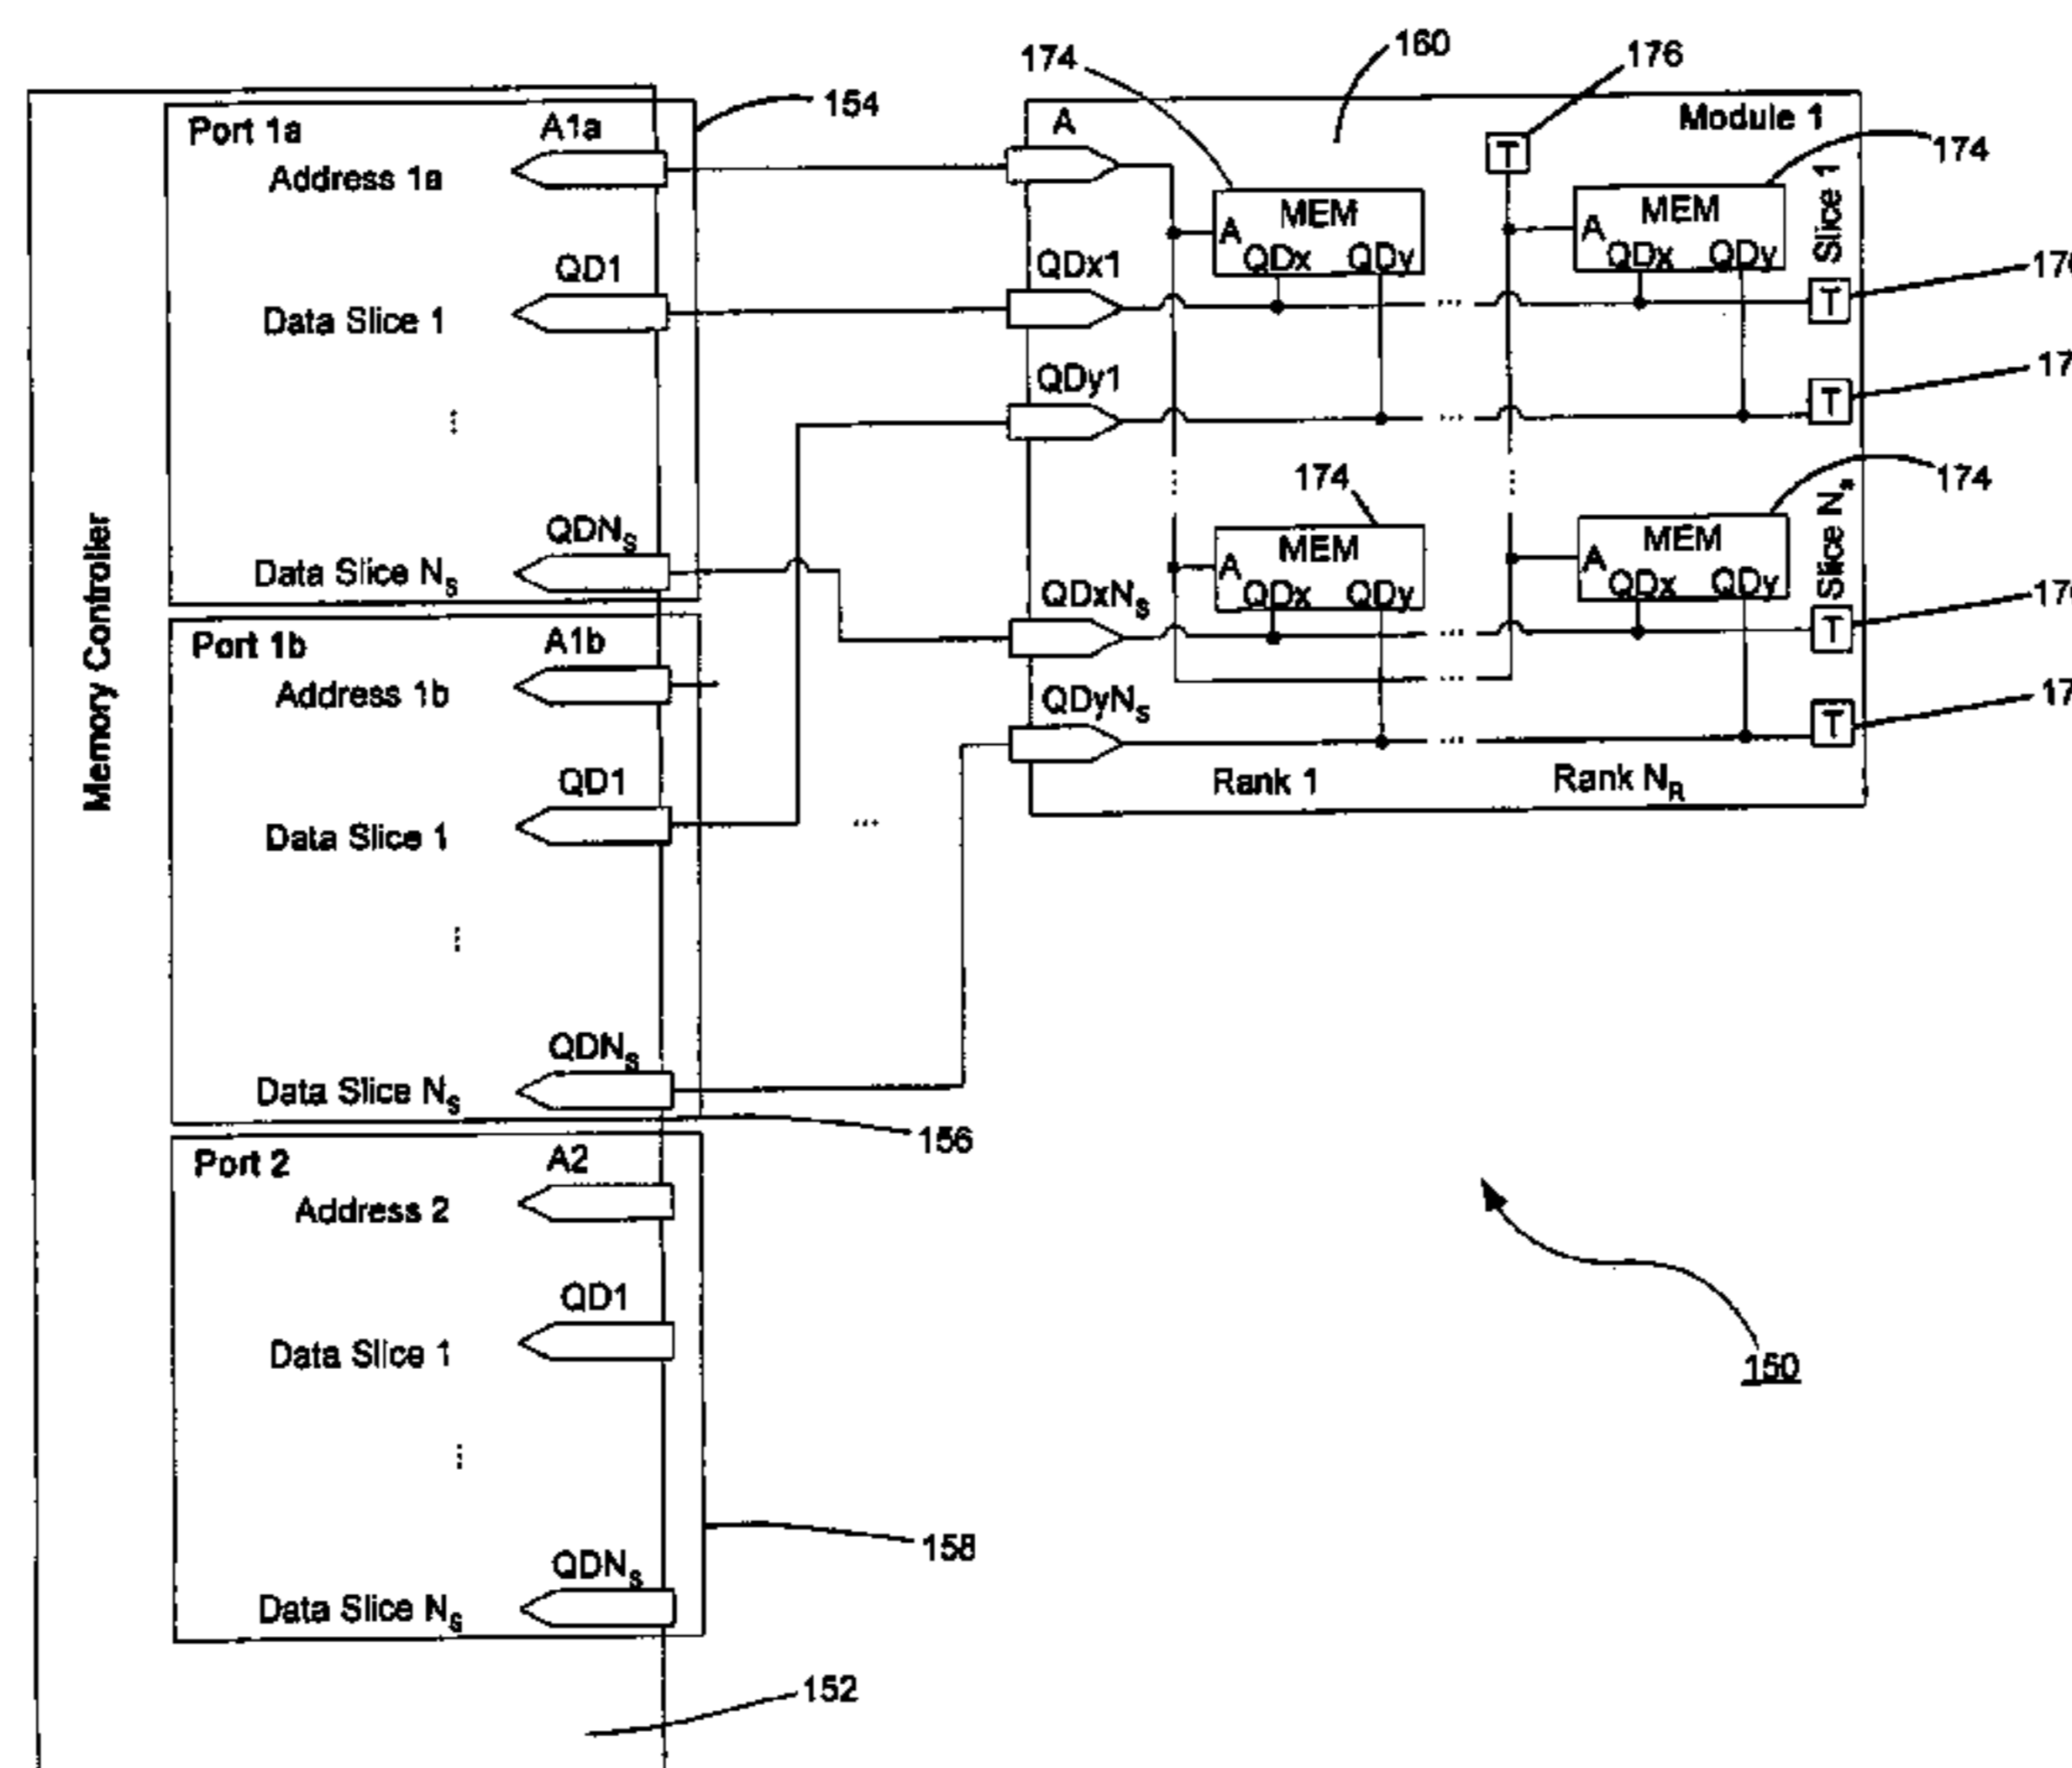 Memory Controller
Port 1a
A1a
Address 1a
QD1
Data Slice 1
...
QDNs
Data Slice Ns
154
Port 1b
A1b
Address 1b
QD1
Data Slice 1
...
QDNs
Data Slice Ns
156
Port 2
A2
Address 2
QD1
Data Slice 1
...
QDNs
Data Slice Ns
158
152
...
174
160
176
Module 1
174
A
T
MEM
A
QDx QDy
MEM
A
QDx QDy
Slice 1
QDx1
...
T
QDy1
...
T
174
174
MEM
A
QDx QDy
MEM
A
QDx QDy
Slice Ns
QDxNs
...
T
...
QDyNs
...
T
Rank 1
Rank NR
150